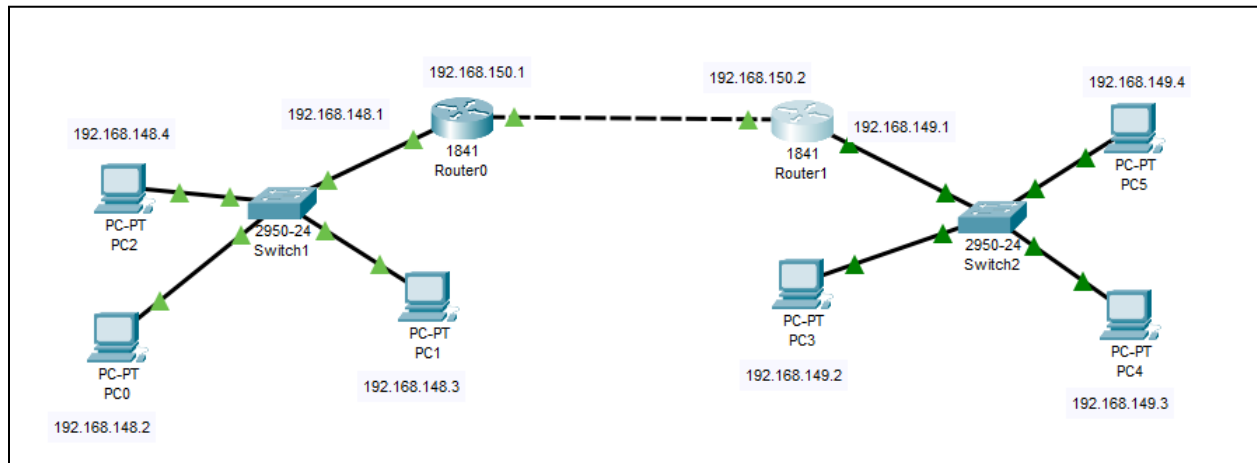 192.168.150.1
192.168.150.2
192.168.149.4
192.168.148.1
192.168.149.1
192.168.148.4
1841
Router0
1841
Router1
PC-PT
PC5
PC-PT
PC2
2950-24
Switch1
2950-24
Switch2
PC-PT
PC1
PC-PT
PC3
PC-PT
PC0
PC-PT
PC4
192.168.148.3
192.168.149.2
192.168.149.3
192.168.148.2